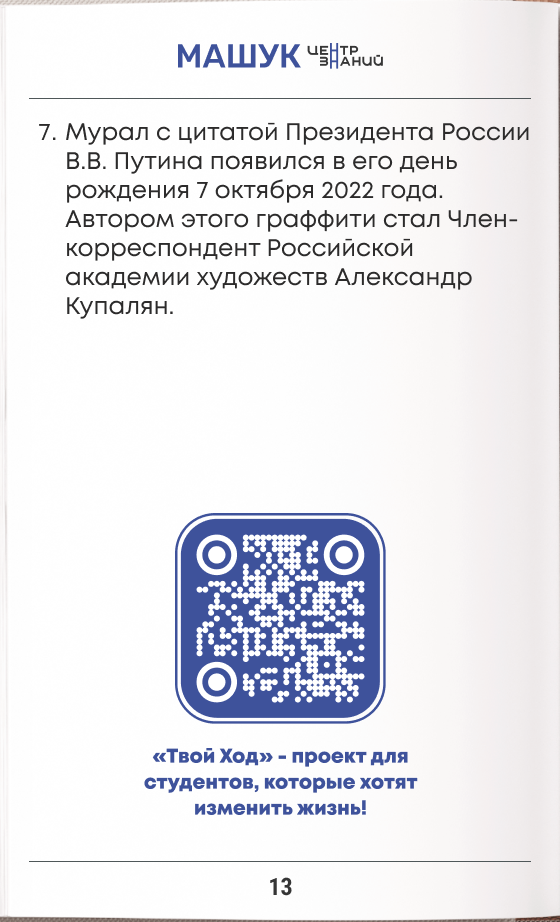 МАШУК ЦЕНТР
ЗНАНИЙ
7. Мурал с цитатой Президента России
В.В. Путина появился в его день
рождения 7 октября 2022 года.
Автором этого граффити стал Член-
корреспондент Российской
академии художеств Александр
Купалян.
«Твой Ход» - проект для
студентов, которые хотят
изменить жизнь!
13